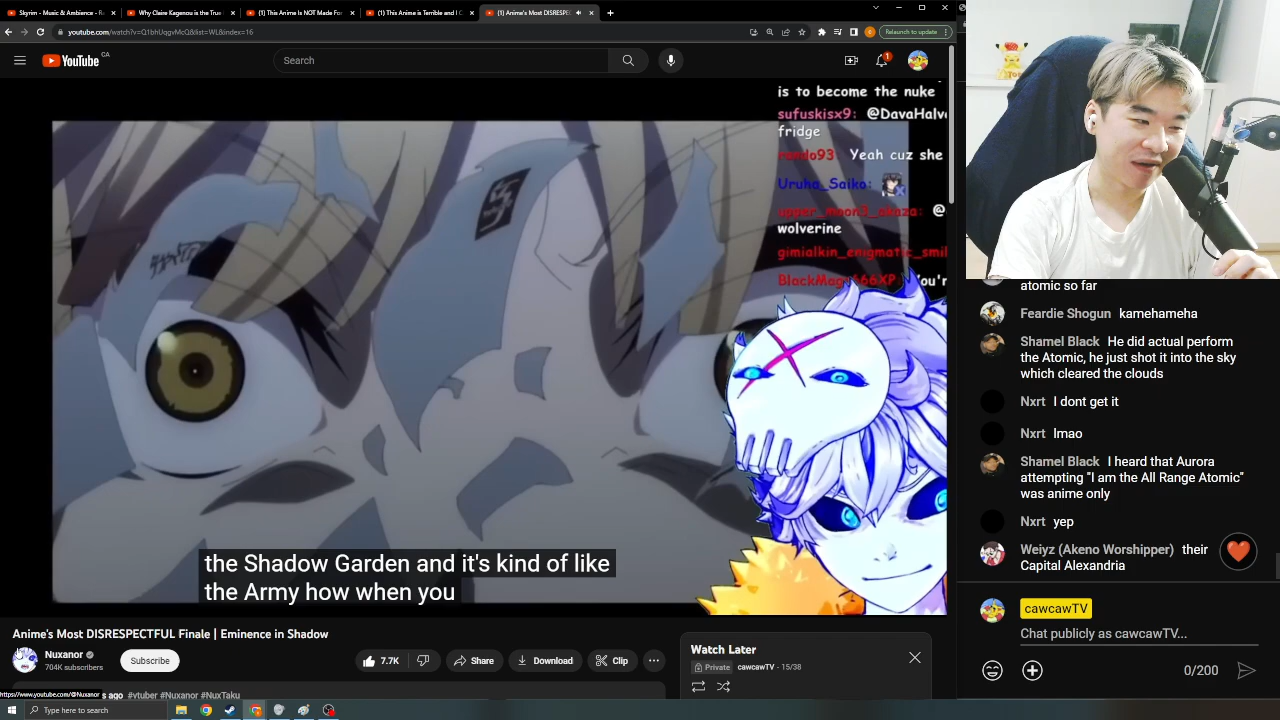 Skyrim - Music & Ambience - Re
Why Claire Kagenou is the True
(1) This Anime Is NOT Made For
(1) This Anime is Terrible and I C
(1) Anime's Most DISRESPEC
youtube.com/watch?v=Q1bhUqgvMcQ&list=WL&index=16
Relaunch to update
YouTube CA
Search
1
is to become the nuke
sufuskisx9: @DavaHalv
fridge
Yeah cuz she
Uruha_Saiko:
upper_moon3_akaza: @
wolverine
gimialkin_enigmatic_smil
You'r
the Shadow Garden and it's kind of like
the Army how when you
Anime's Most DISRESPECTFUL Finale | Eminence in Shadow
Nuxanor
704K subscribers
Subscribe
7.7K
Share
Download
Clip
Watch Later
Private
cawcawTV - 15/38
https://www.youtube.com/@Nuxanor
s ago #vtuber #Nuxanor #NuxTaku
Type here to search
atomic so far
Feardie Shogun kamehameha
Shamel Black He did actual perform
the Atomic, he just shot it into the sky
which cleared the clouds
Nxrt I dont get it
Nxrt lmao
Shamel Black I heard that Aurora
attempting "I am the All Range Atomic"
was anime only
Nxrt yep
Weiyz (Akeno Worshipper) their
Capital Alexandria
cawcawTV
Chat publicly as cawcawTV...
0/200